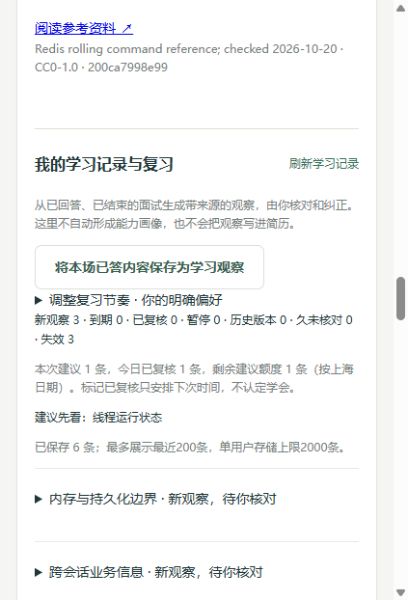 阅读参考资料 ↗
Redis rolling command reference; checked 2026-10-20 ·
CC0-1.0 · 200ca7998e99
我的学习记录与复习
刷新学习记录
从已回答、已结束的面试生成带来源的观察，由你核对和纠正。
这里不自动形成能力画像，也不会把观察写进简历。
将本场已答内容保存为学习观察
▶ 调整复习节奏 · 你的明确偏好
新观察 3 · 到期 0 · 已复核 0 · 暂停 0 · 历史版本 0 · 久未核对 0
· 失效 3
本次建议 1 条，今日已复核 1 条，剩余建议额度 1 条（按上海
日期）。标记已复核只安排下次时间，不认定学会。
建议先看：线程运行状态
已保存 6 条；最多展示最近200条，单用户存储上限2000条。
▶ 内存与持久化边界 · 新观察，待你核对
▶ 跨会话业务信息 · 新观察，待你核对